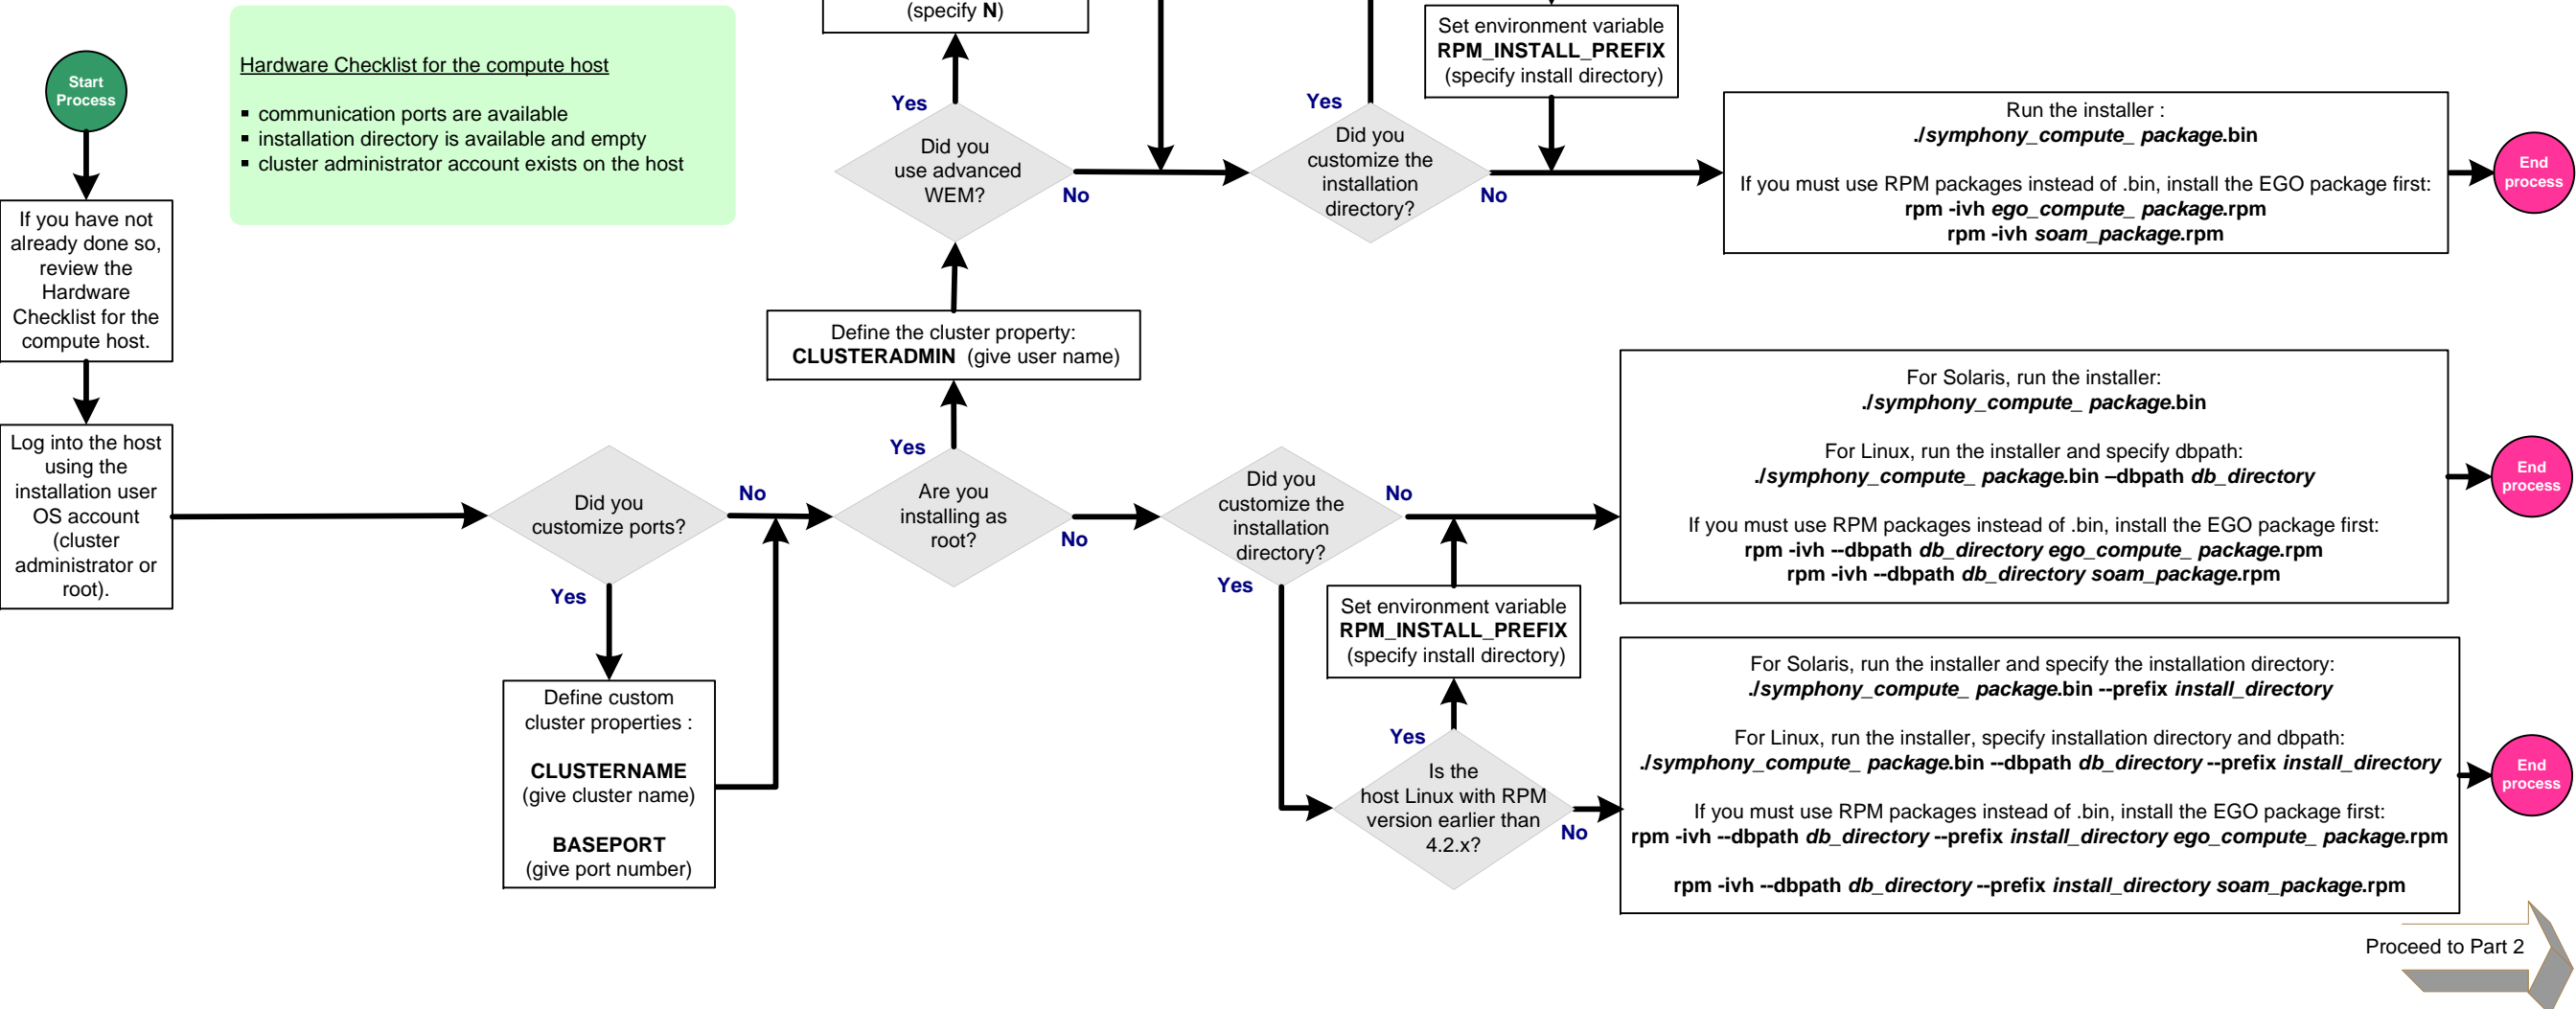 (specify N)
Start
Process
Hardware Checklist for the compute host
▪ communication ports are available
▪ installation directory is available and empty
▪ cluster administrator account exists on the host
Set environment variable
RPM_INSTALL_PREFIX
(specify install directory)
If you have not
already done so,
review the
Hardware
Checklist for the
compute host.
Yes
Did you
use advanced
WEM?
No
Yes
Did you
customize the
installation
directory?
No
Run the installer :
./symphony_compute_ package.bin
If you must use RPM packages instead of .bin, install the EGO package first:
rpm -ivh ego_compute_ package.rpm
rpm -ivh soam_package.rpm
End
process
Define the cluster property:
CLUSTERADMIN (give user name)
Log into the host
using the
installation user
OS account
(cluster
administrator or
root).
Did you
customize ports?
No
Yes
Define custom
cluster properties :
CLUSTERNAME
(give cluster name)
BASEPORT
(give port number)
Yes
Are you
installing as
root?
No
Did you
customize the
installation
directory?
No
Yes
Set environment variable
RPM_INSTALL_PREFIX
(specify install directory)
Yes
Is the
host Linux with RPM
version earlier than
4.2.x?
No
For Solaris, run the installer:
./symphony_compute_ package.bin
For Linux, run the installer and specify dbpath:
./symphony_compute_ package.bin –dbpath db_directory
If you must use RPM packages instead of .bin, install the EGO package first:
rpm -ivh --dbpath db_directory ego_compute_ package.rpm
rpm -ivh --dbpath db_directory soam_package.rpm
End
process
For Solaris, run the installer and specify the installation directory:
./symphony_compute_ package.bin --prefix install_directory
For Linux, run the installer, specify installation directory and dbpath:
./symphony_compute_ package.bin --dbpath db_directory --prefix install_directory
If you must use RPM packages instead of .bin, install the EGO package first:
rpm -ivh --dbpath db_directory --prefix install_directory ego_compute_ package.rpm
rpm -ivh --dbpath db_directory --prefix install_directory soam_package.rpm
End
process
Proceed to Part 2